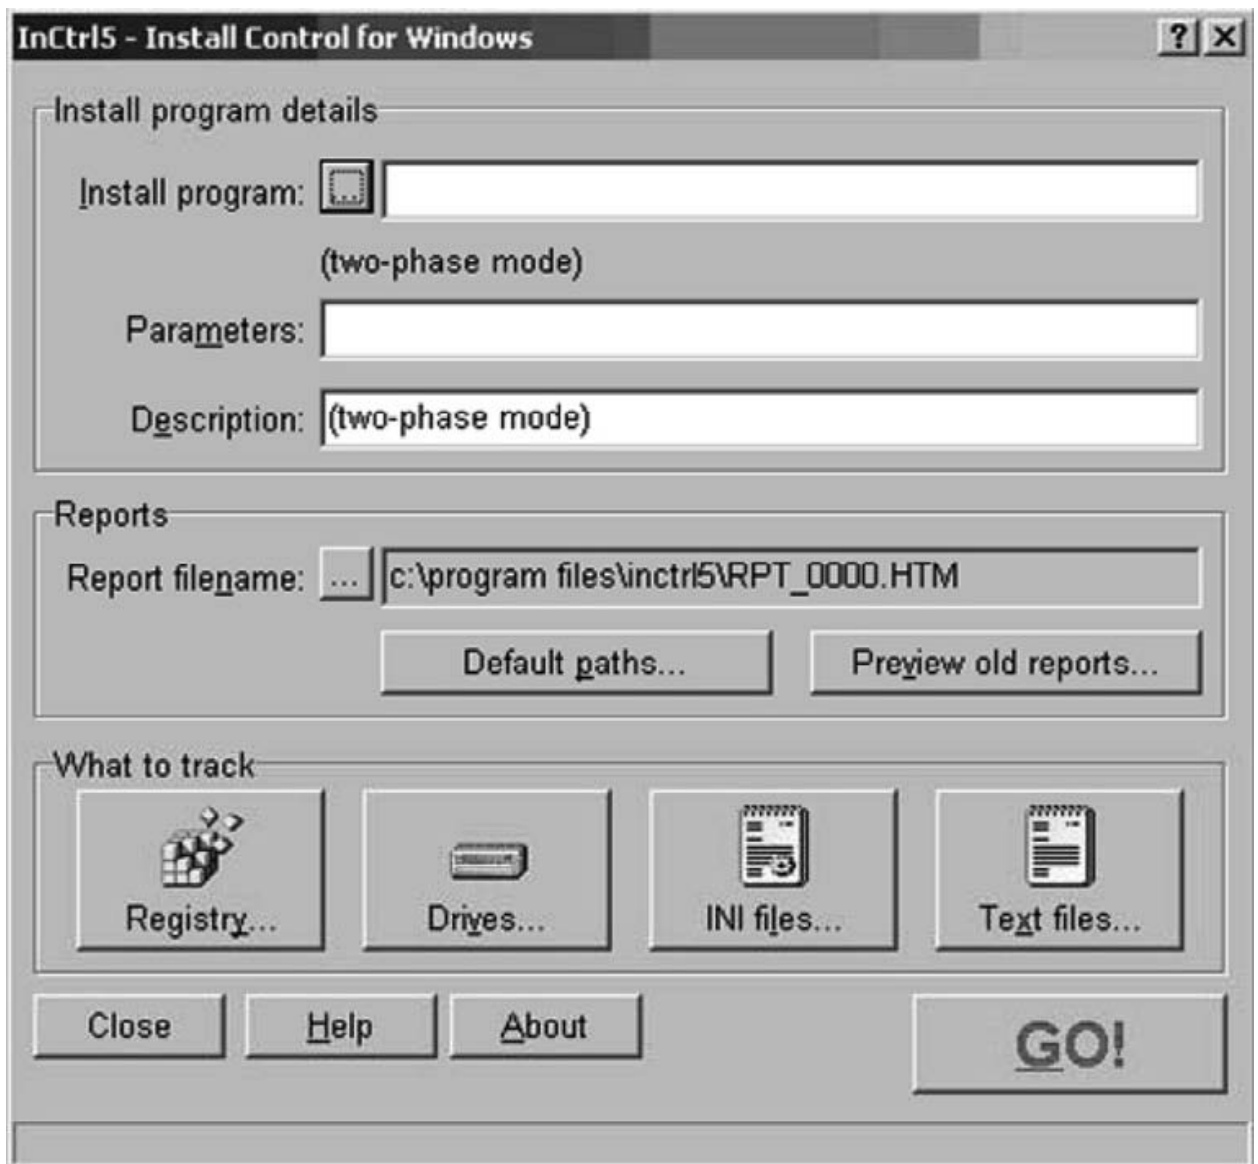 InCtrl5 - Install Control for Windows
Install program details
Install program: ...
(two-phase mode)
Parameters:
Description: (two-phase mode)
Reports
Report filename: ... c:\program files\inctrl5\RPT_0000.HTM
Default paths... Preview old reports...
What to track
Registry... Drives... INI files... Text files...
Close Help About GO!